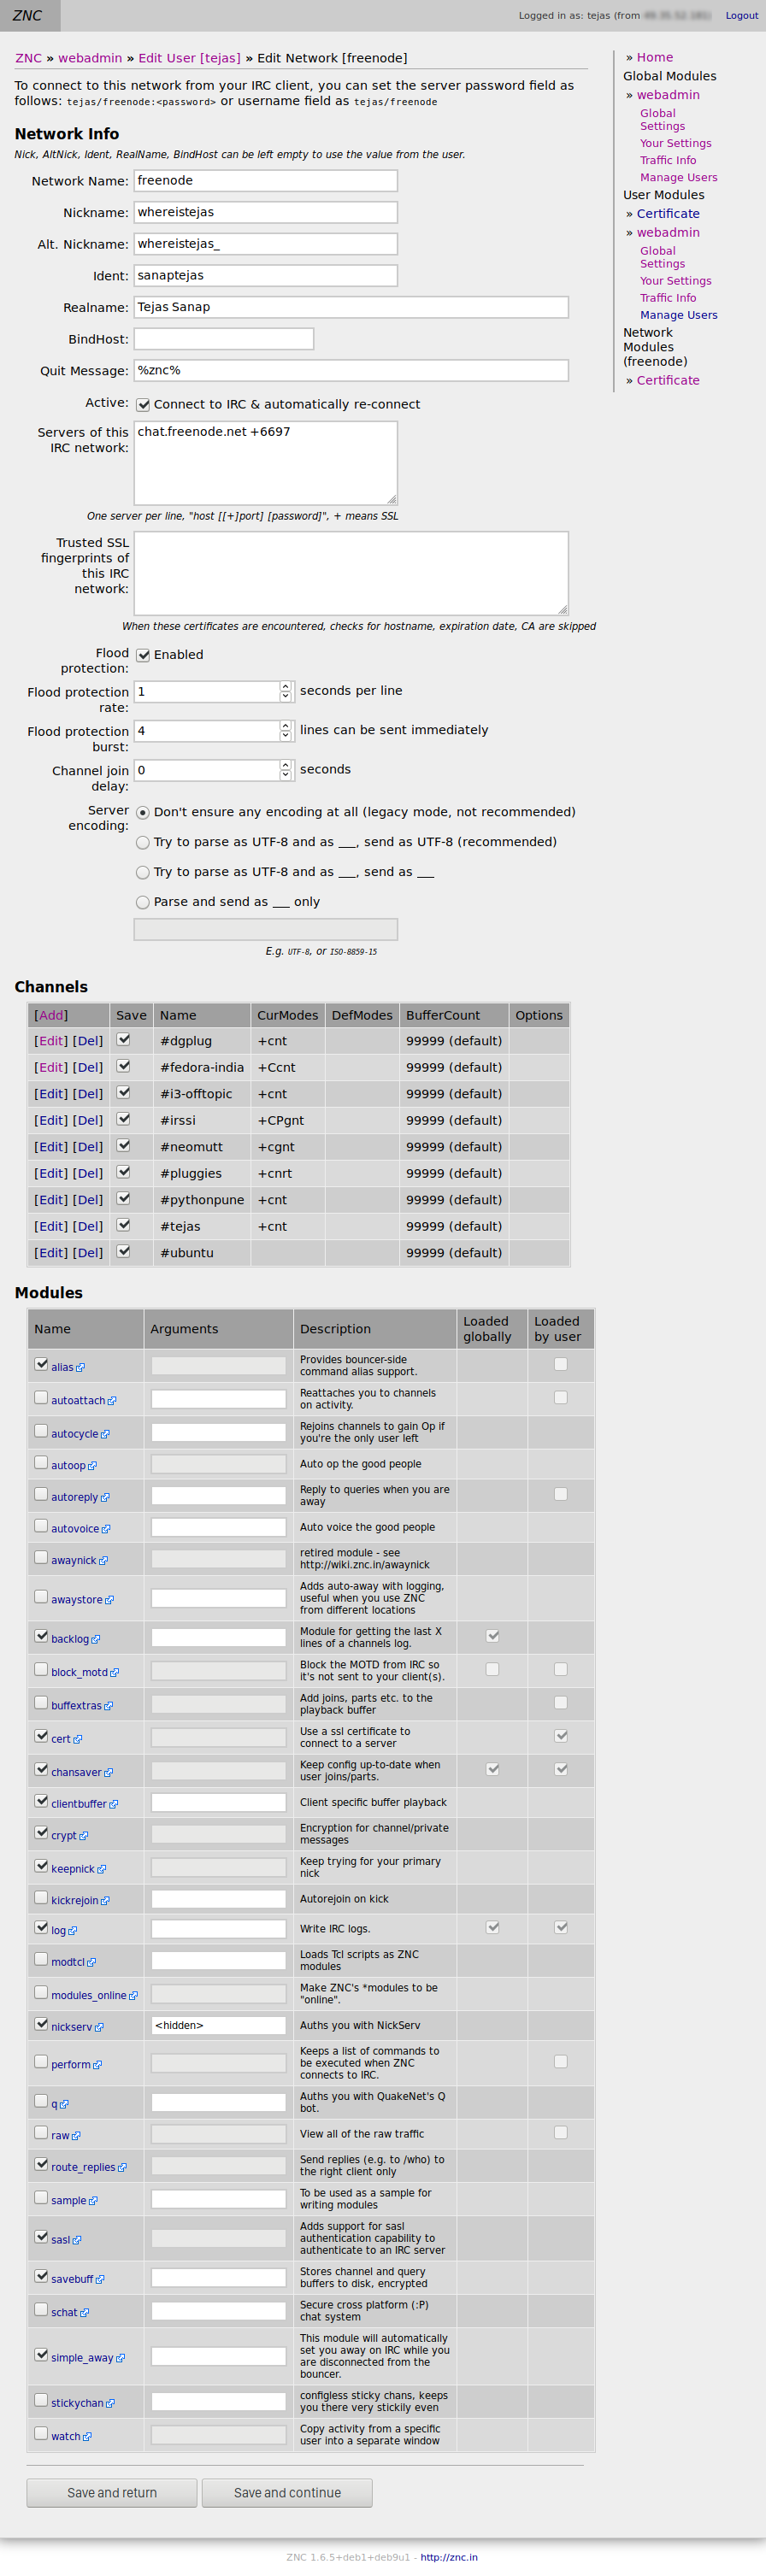 ZNC
Logged in as: tejas (from
Logout
ZNC » webadmin » Edit User [tejas] » Edit Network [freenode]
To connect to this network from your IRC client, you can set the server password field as
follows: tejas/freenode:<password> or username field as tejas/freenode
Network Info
Nick, AltNick, Ident, RealName, BindHost can be left empty to use the value from the user.
Network Name: freenode
Nickname: whereistejas
Alt. Nickname: whereistejas_
Ident: sanaptejas
Realname: Tejas Sanap
BindHost:
Quit Message: %znc%
Active: Connect to IRC & automatically re-connect
Servers of this
IRC network:
chat.freenode.net +6697
One server per line, "host [[+]port] [password]", + means SSL
Trusted SSL
fingerprints of
this IRC
network:
When these certificates are encountered, checks for hostname, expiration date, CA are skipped
Flood
protection:
Enabled
Flood protection
rate:
1 seconds per line
Flood protection
burst:
4 lines can be sent immediately
Channel join
delay:
0 seconds
Server
encoding:
Don't ensure any encoding at all (legacy mode, not recommended)
Try to parse as UTF-8 and as ___, send as UTF-8 (recommended)
Try to parse as UTF-8 and as ___, send as ___
Parse and send as ___ only
E.g. UTF-8, or ISO-8859-15
» Home
Global Modules
» webadmin
Global
Settings
Your Settings
Traffic Info
Manage Users
User Modules
» Certificate
» webadmin
Global
Settings
Your Settings
Traffic Info
Manage Users
Network
Modules
(freenode)
» Certificate
Channels
[Add] Save Name CurModes DefModes BufferCount Options
[Edit] [Del] #dgplug +cnt 99999 (default)
[Edit] [Del] #fedora-india +Ccnt 99999 (default)
[Edit] [Del] #i3-offtopic +cnt 99999 (default)
[Edit] [Del] #irssi +CPgnt 99999 (default)
[Edit] [Del] #neomutt +cgnt 99999 (default)
[Edit] [Del] #pluggies +cnrt 99999 (default)
[Edit] [Del] #pythonpune +cnt 99999 (default)
[Edit] [Del] #tejas +cnt 99999 (default)
[Edit] [Del] #ubuntu 99999 (default)
Modules
Name Arguments Description Loaded
globally Loaded
by user
alias Provides bouncer-side
command alias support.
autoattach Reattaches you to channels
on activity.
autocycle Rejoins channels to gain Op if
you're the only user left
autoop Auto op the good people
autoreply Reply to queries when you are
away
autovoice Auto voice the good people
awaynick retired module - see
http://wiki.znc.in/awaynick
awaystore Adds auto-away with logging,
useful when you use ZNC
from different locations
backlog Module for getting the last X
lines of a channels log.
block_motd Block the MOTD from IRC so
it's not sent to your client(s).
buffextras Add joins, parts etc. to the
playback buffer
cert Use a ssl certificate to
connect to a server
chansaver Keep config up-to-date when
user joins/parts.
clientbuffer Client specific buffer playback
crypt Encryption for channel/private
messages
keepnick Keep trying for your primary
nick
kickrejoin Autorejoin on kick
log Write IRC logs.
modtcl Loads Tcl scripts as ZNC
modules
modules_online Make ZNC's *modules to be
"online".
nickserv <hidden> Auths you with NickServ
perform Keeps a list of commands to
be executed when ZNC
connects to IRC.
q Auths you with QuakeNet's Q
bot.
raw View all of the raw traffic
route_replies Send replies (e.g. to /who) to
the right client only
sample To be used as a sample for
writing modules
sasl Adds support for sasl
authentication capability to
authenticate to an IRC server
savebuff Stores channel and query
buffers to disk, encrypted
schat Secure cross platform (:P)
chat system
simple_away This module will automatically
set you away on IRC while you
are disconnected from the
bouncer.
stickychan configless sticky chans, keeps
you there very stickily even
watch Copy activity from a specific
user into a separate window
Save and return Save and continue
ZNC 1.6.5+deb1+deb9u1 - http://znc.in